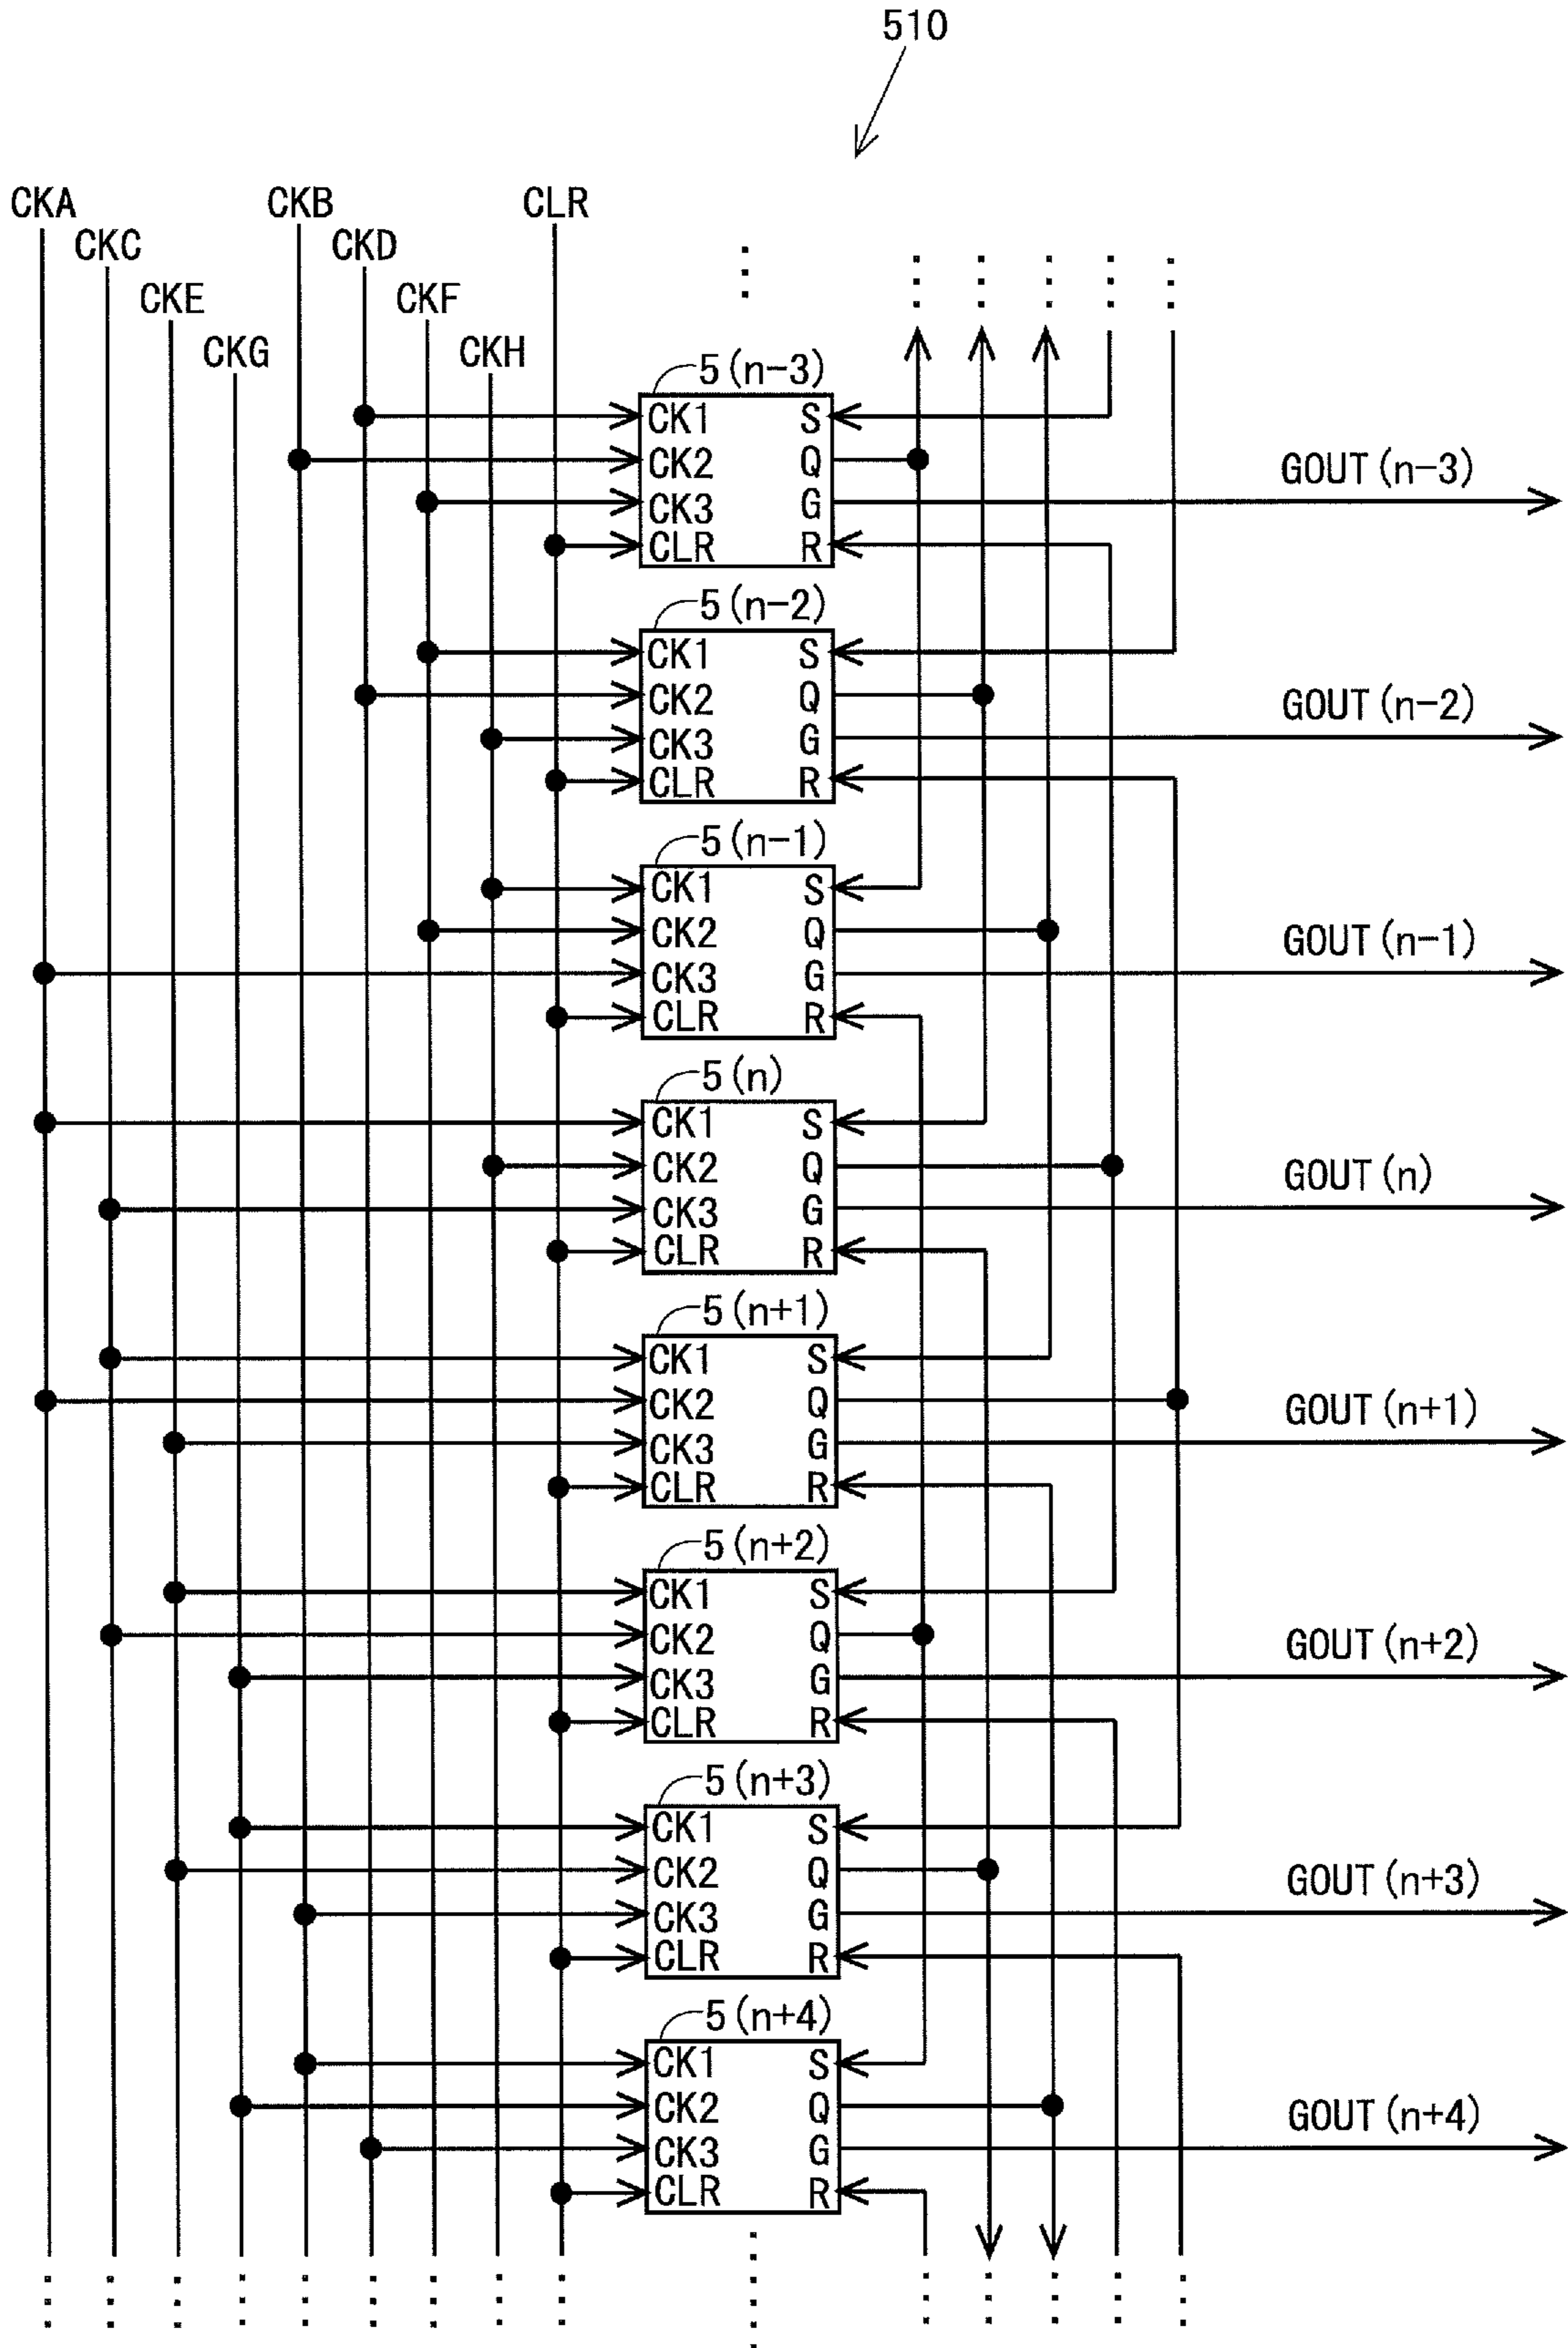 510
CKA CKB CLR
CKC CKD
CKE CKF
CKG CKH
5(n-3)
CK1 S
CK2 Q
CK3 G
CLR R
GOUT(n-3)
5(n-2)
CK1 S
CK2 Q
CK3 G
CLR R
GOUT(n-2)
5(n-1)
CK1 S
CK2 Q
CK3 G
CLR R
GOUT(n-1)
5(n)
CK1 S
CK2 Q
CK3 G
CLR R
GOUT(n)
5(n+1)
CK1 S
CK2 Q
CK3 G
CLR R
GOUT(n+1)
5(n+2)
CK1 S
CK2 Q
CK3 G
CLR R
GOUT(n+2)
5(n+3)
CK1 S
CK2 Q
CK3 G
CLR R
GOUT(n+3)
5(n+4)
CK1 S
CK2 Q
CK3 G
CLR R
GOUT(n+4)